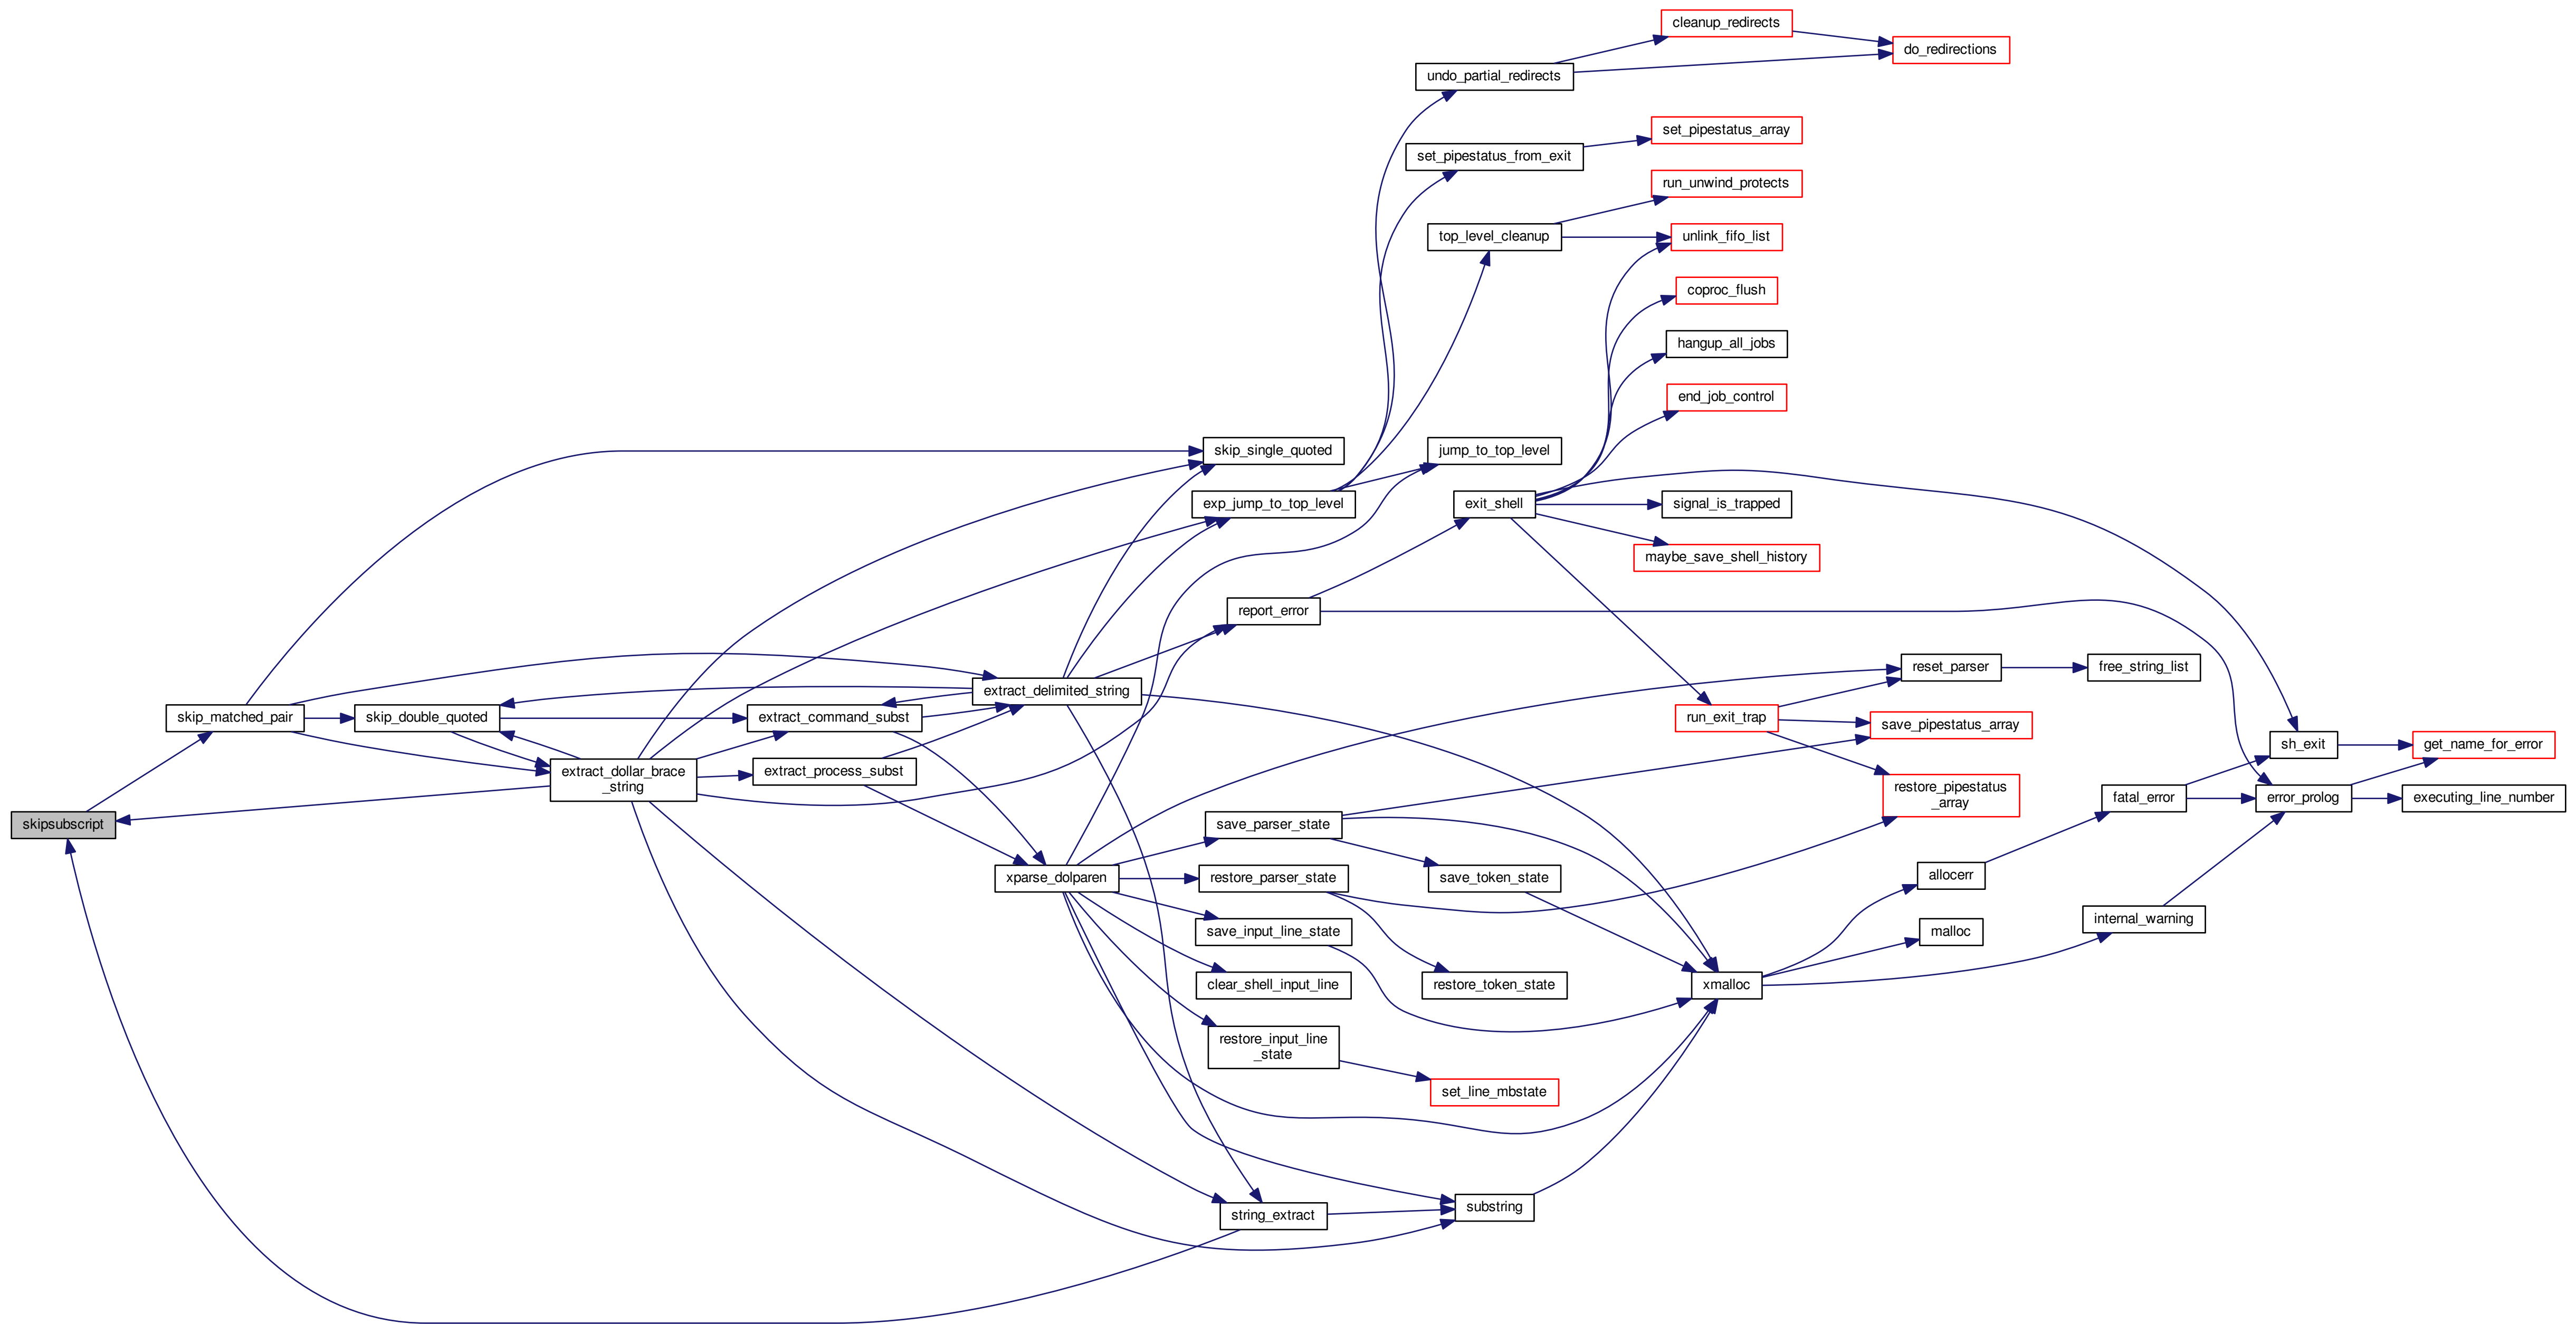 cleanup_redirects
do_redirections
undo_partial_redirects
set_pipestatus_array
set_pipestatus_from_exit
run_unwind_protects
top_level_cleanup
unlink_fifo_list
coproc_flush
hangup_all_jobs
end_job_control
skip_single_quoted
jump_to_top_level
exp_jump_to_top_level
exit_shell
signal_is_trapped
maybe_save_shell_history
report_error
reset_parser
free_string_list
extract_delimited_string
skip_matched_pair
skip_double_quoted
extract_command_subst
run_exit_trap
save_pipestatus_array
sh_exit
get_name_for_error
extract_dollar_brace
_string
extract_process_subst
restore_pipestatus
_array
fatal_error
error_prolog
executing_line_number
skipsubscript
save_parser_state
xparse_dolparen
restore_parser_state
save_token_state
allocerr
save_input_line_state
malloc
internal_warning
clear_shell_input_line
restore_token_state
xmalloc
restore_input_line
_state
set_line_mbstate
string_extract
substring